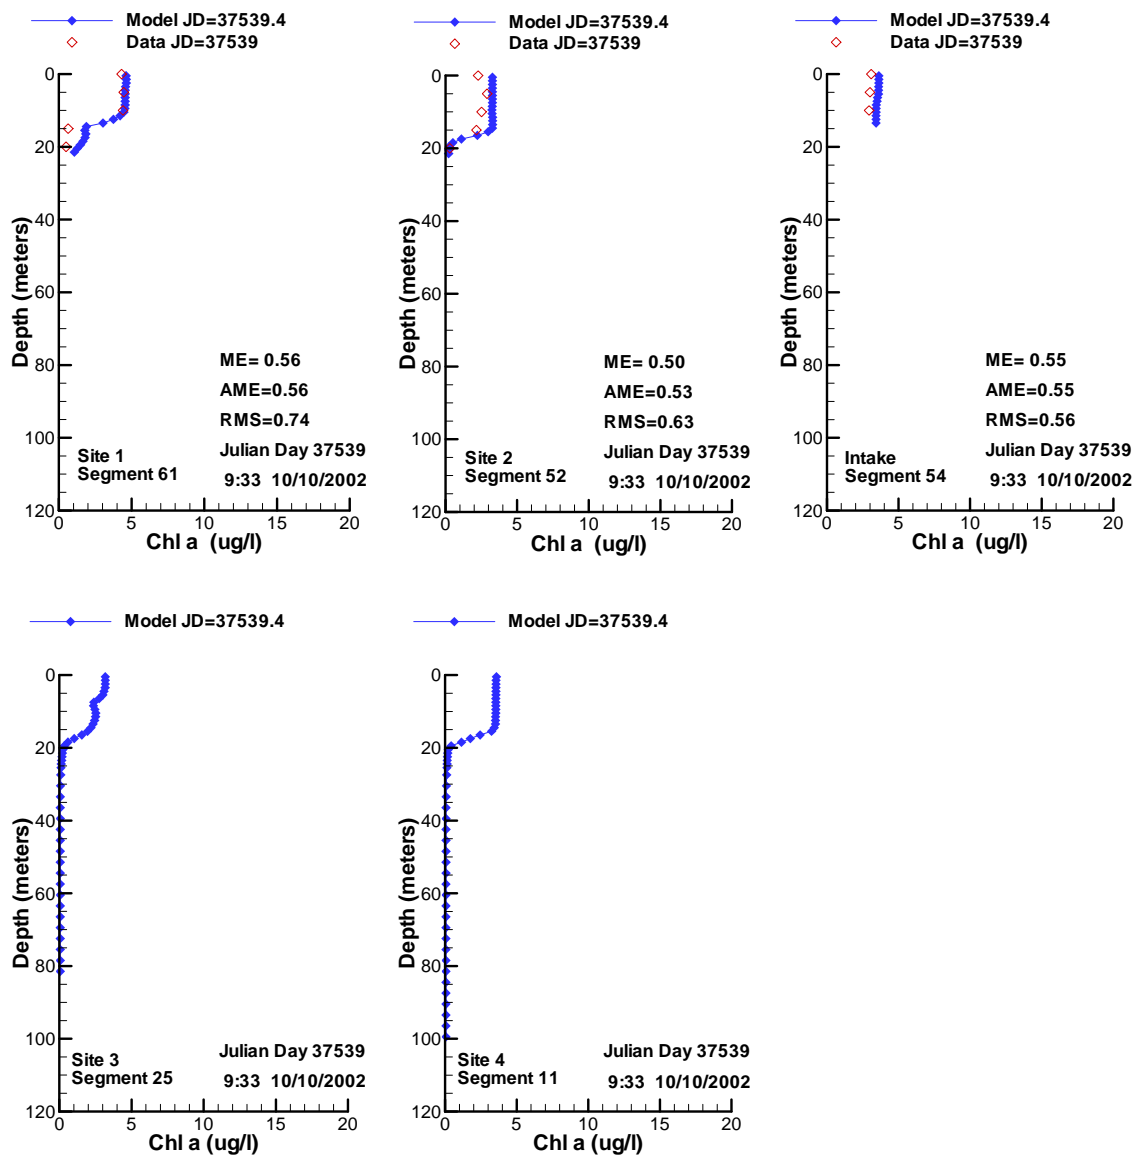 Model JD=37539.4
Data JD=37539
0
20
40
60
80
100
120
Depth (meters)
ME= 0.56
AME=0.56
RMS=0.74
Julian Day 37539
9:33 10/10/2002
Site 1
Segment 61
0 5 10 15 20
Chl a (ug/l)
Model JD=37539.4
Data JD=37539
0
20
40
60
80
100
120
Depth (meters)
ME= 0.50
AME=0.53
RMS=0.63
Julian Day 37539
9:33 10/10/2002
Site 2
Segment 52
0 5 10 15 20
Chl a (ug/l)
Model JD=37539.4
Data JD=37539
0
20
40
60
80
100
120
Depth (meters)
ME= 0.55
AME=0.55
RMS=0.56
Julian Day 37539
9:33 10/10/2002
Intake
Segment 54
0 5 10 15 20
Chl a (ug/l)
Model JD=37539.4
0
20
40
60
80
100
120
Depth (meters)
Julian Day 37539
9:33 10/10/2002
Site 3
Segment 25
0 5 10 15 20
Chl a (ug/l)
Model JD=37539.4
0
20
40
60
80
100
120
Depth (meters)
Julian Day 37539
9:33 10/10/2002
Site 4
Segment 11
0 5 10 15 20
Chl a (ug/l)